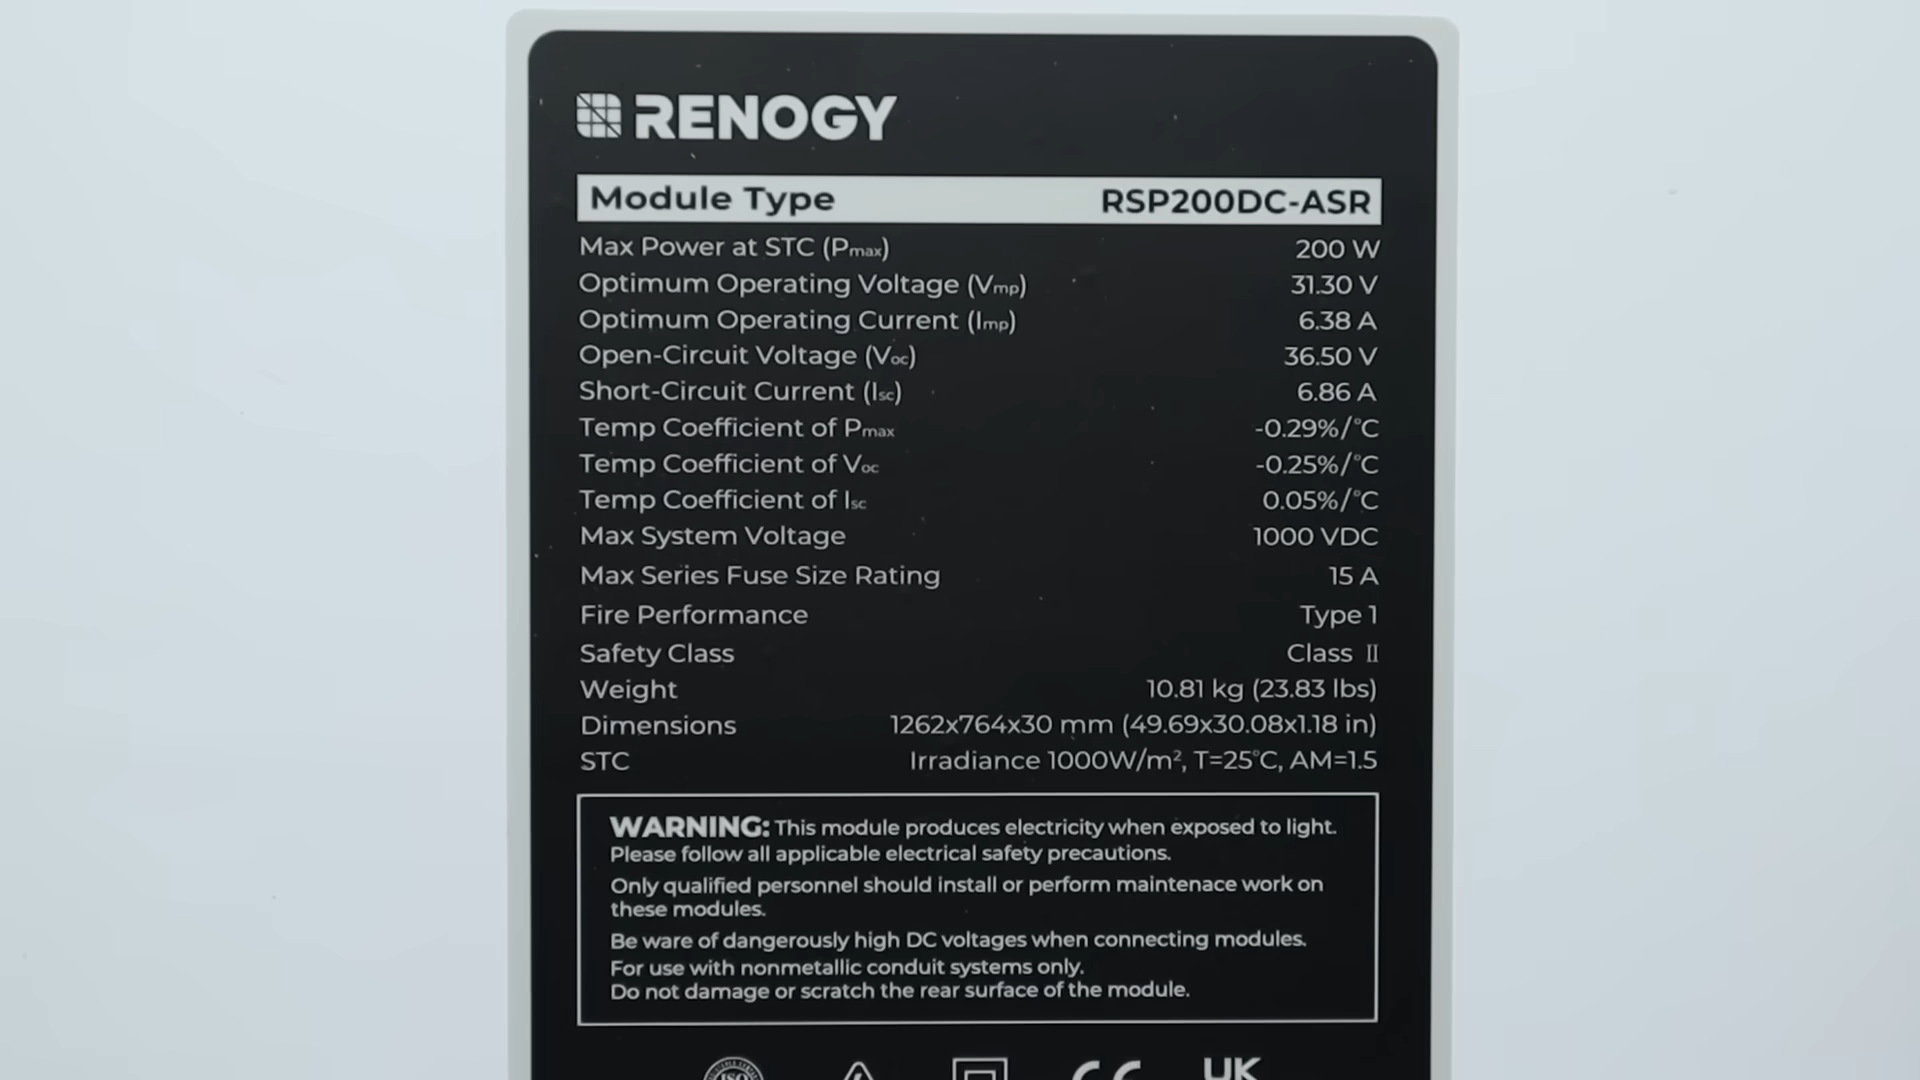 RENOGY
Module Type RSP200DC-ASR
Max Power at STC (Pmax) 200 W
Optimum Operating Voltage (Vmp) 31.30 V
Optimum Operating Current (Imp) 6.38 A
Open-Circuit Voltage (Voc) 36.50 V
Short-Circuit Current (Isc) 6.86 A
Temp Coefficient of Pmax -0.29%/°C
Temp Coefficient of Voc -0.25%/°C
Temp Coefficient of Isc 0.05%/°C
Max System Voltage 1000 VDC
Max Series Fuse Size Rating 15 A
Fire Performance Type 1
Safety Class Class II
Weight 10.81 kg (23.83 lbs)
Dimensions 1262x764x30 mm (49.69x30.08x1.18 in)
STC Irradiance 1000W/m², T=25°C, AM=1.5
WARNING: This module produces electricity when exposed to light.
Please follow all applicable electrical safety precautions.
Only qualified personnel should install or perform maintenace work on
these modules.
Be ware of dangerously high DC voltages when connecting modules.
For use with nonmetallic conduit systems only.
Do not damage or scratch the rear surface of the module.
ISO CE UK